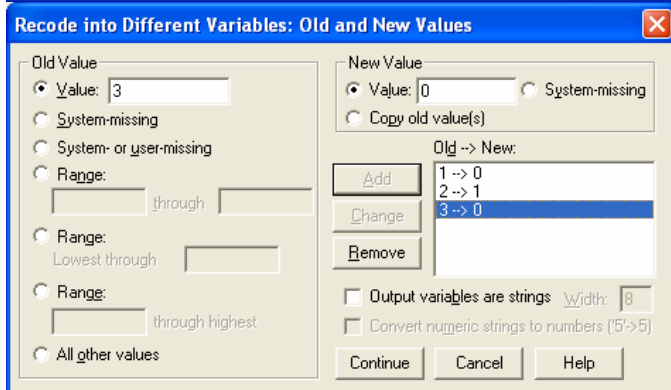 Recode into Different Variables: Old and New Values
Old Value
Value: 3
System-missing
System- or user-missing
Range:
through
Range:
Lowest through
Range:
through highest
All other values
New Value
Value: 0 System-missing
Copy old value(s)
Old --> New:
1 --> 0
2 --> 1
3 --> 0
Add
Change
Remove
Output variables are strings Width: 8
Convert numeric strings to numbers ('5'->5)
Continue Cancel Help